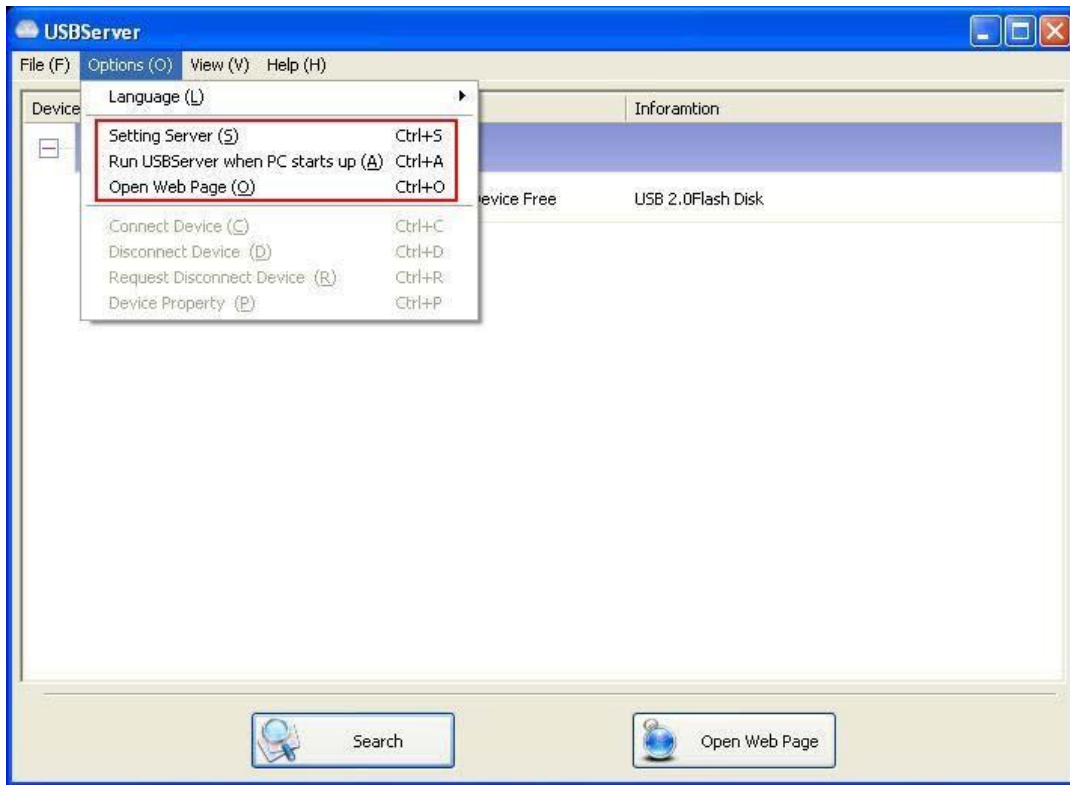 USBServer
File (F) Options (O) View (V) Help (H)
Device
Inforamtion
Language (L)
Setting Server (S) Ctrl+S
Run USBServer when PC starts up (A) Ctrl+A
Open Web Page (O) Ctrl+O
Device Free USB 2.0Flash Disk
Connect Device (C) Ctrl+C
Disconnect Device (D) Ctrl+D
Request Disconnect Device (R) Ctrl+R
Device Property (P) Ctrl+P
Search
Open Web Page